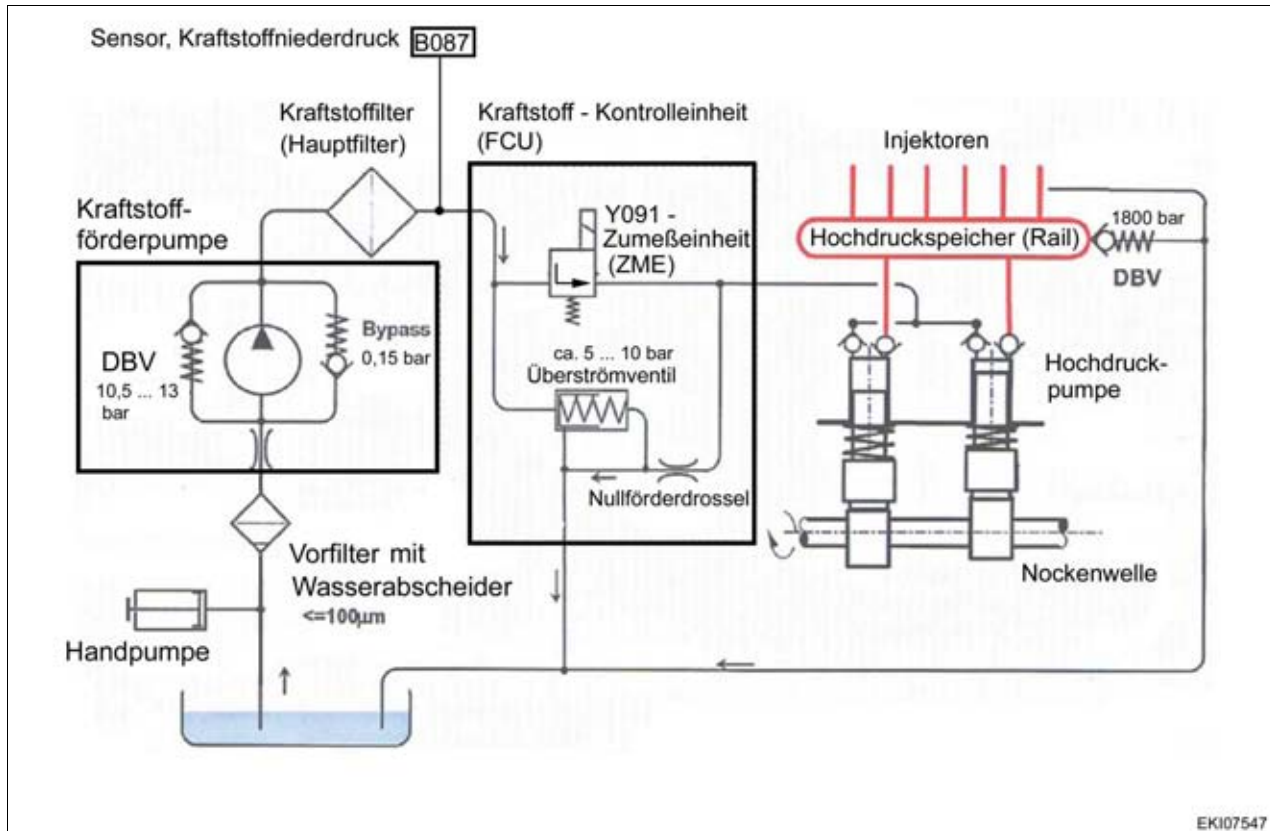 Sensor, Kraftstoffniederdruck B087
Kraftstoffilter
(Hauptfilter)
Kraftstoff - Kontrolleinheit
(FCU)
Injektoren
Kraftstoff-
förderpumpe
Y091 -
Zumeßeinheit
(ZME)
1800 bar
Hochdruckspeicher (Rail)
DBV
Bypass
0,15 bar
DBV
10,5 ... 13
bar
ca. 5 ... 10 bar
Überströmventil
Hochdruck-
pumpe
Nullförderdrossel
Vorfilter mit
Wasserabscheider
<=100µm
Nockenwelle
Handpumpe
EKI07547